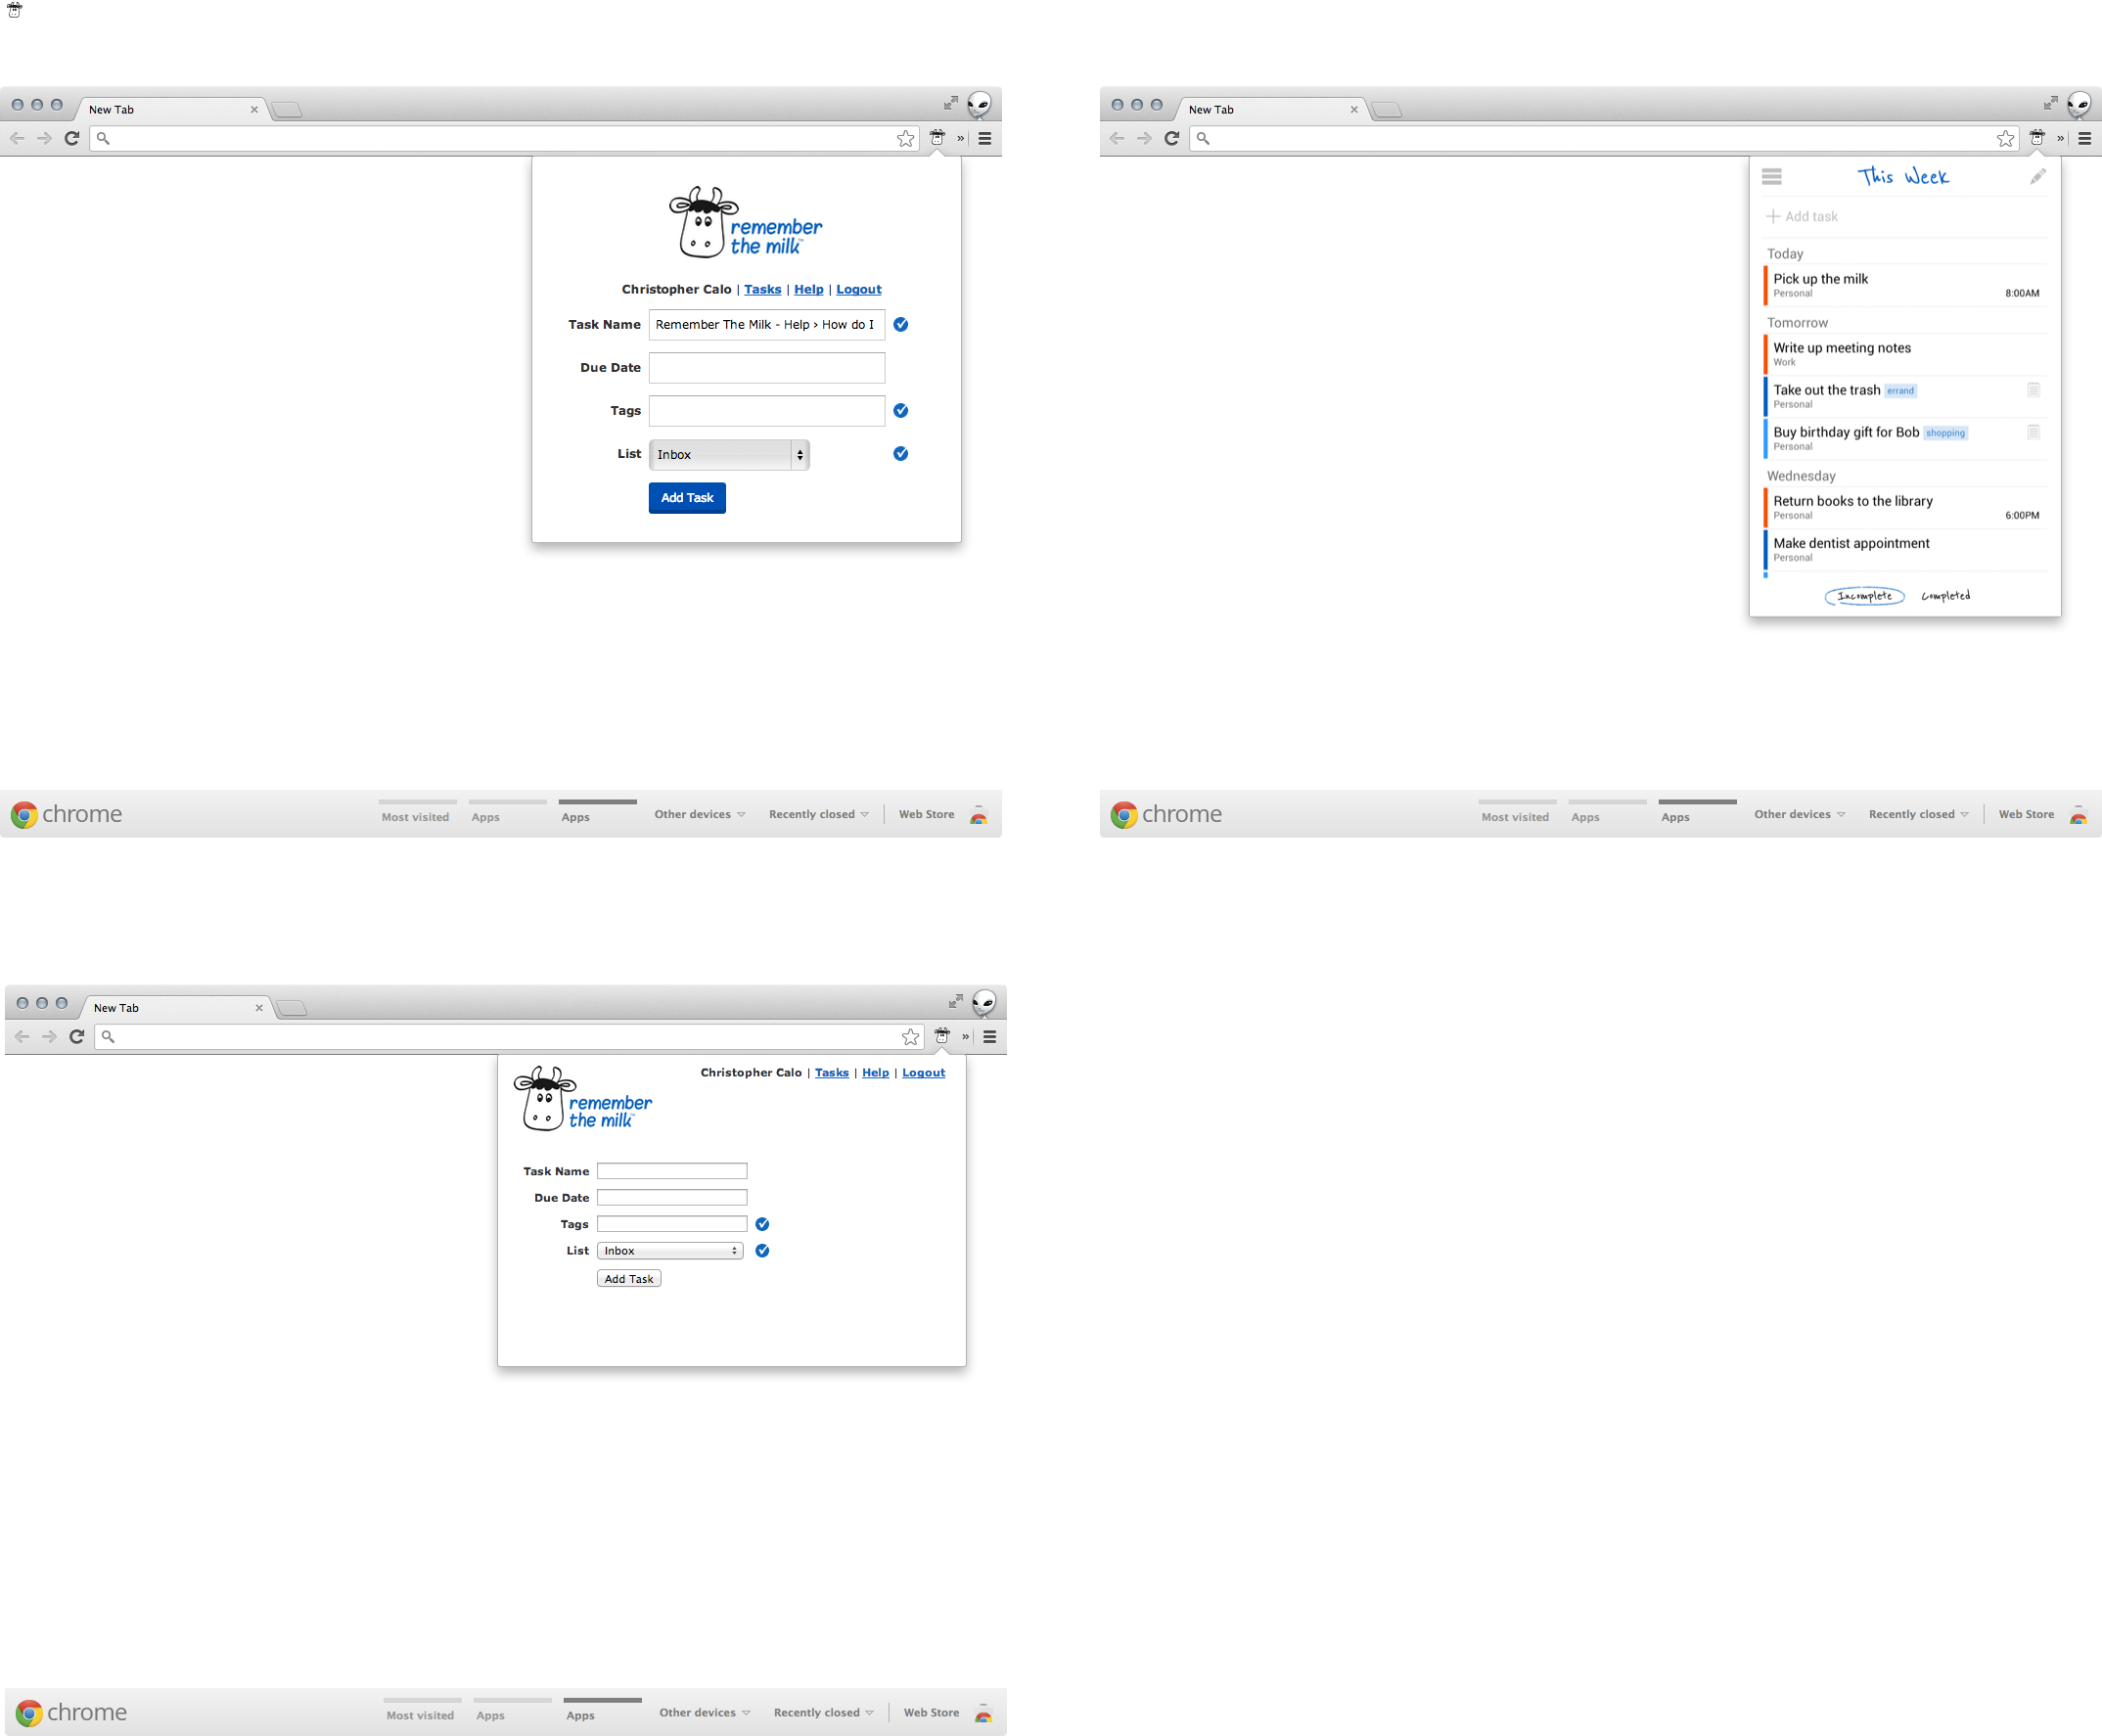 New Tab
remember
the milk™
Christopher Calo | Tasks | Help | Logout
Task Name Remember The Milk - Help > How do I
Due Date
Tags
List Inbox
Add Task
chrome Most visited Apps Apps Other devices Recently closed Web Store
New Tab
This Week
Add task
Today
Pick up the milk
Personal 8:00AM
Tomorrow
Write up meeting notes
Work
Take out the trash errand
Personal
Buy birthday gift for Bob shopping
Personal
Wednesday
Return books to the library
Personal 6:00PM
Make dentist appointment
Personal
Incomplete Completed
chrome Most visited Apps Apps Other devices Recently closed Web Store
New Tab
Christopher Calo | Tasks | Help | Logout
remember
the milk™
Task Name
Due Date
Tags
List Inbox
Add Task
chrome Most visited Apps Apps Other devices Recently closed Web Store